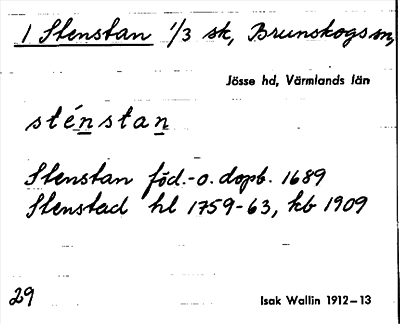 1 Stenstan 1/3 sk, Brunskogs sn,
Jösse hd, Värmlands län
sténstan
Stenstan föd.-o. dopb. 1689
Stenstad hl 1759-63, kb 1909
29
Isak Wallin 1912–13